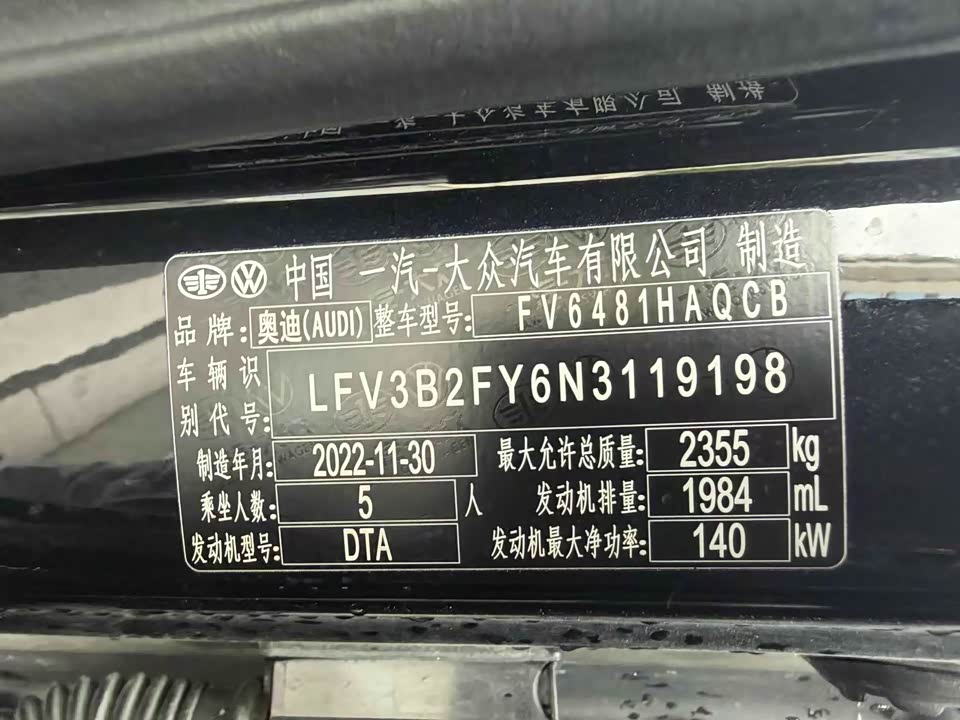 中国 一汽-大众汽车有限公司 制造
品牌: 奥迪(AUDI) 整车型号: FV6481HAQCB
车辆识别代号: LFV3B2FY6N3119198
制造年月: 2022-11-30 最大允许总质量: 2355 kg
乘坐人数: 5 人 发动机排量: 1984 mL
发动机型号: DTA 发动机最大净功率: 140 kW